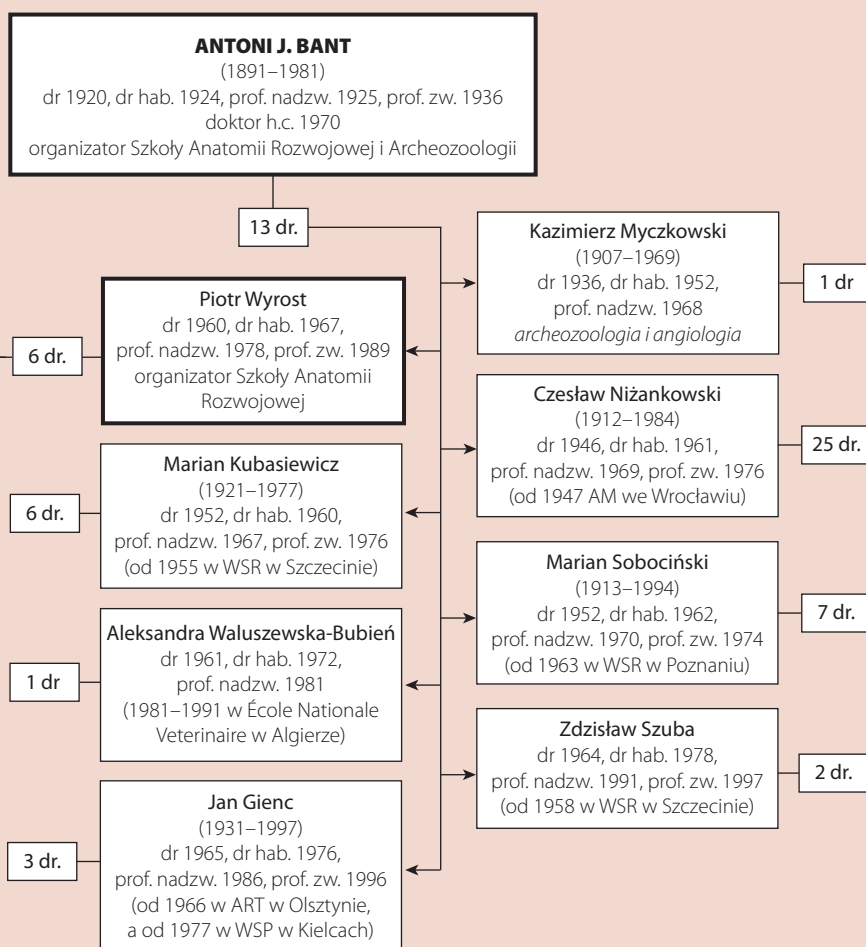 ANTONI J. BANT
(1891–1981)
dr 1920, dr hab. 1924, prof. nadzw. 1925, prof. zw. 1936
doktor h.c. 1970
organizator Szkoły Anatomii Rozwojowej i Archeozoologii
13 dr.
Kazimierz Myczkowski
(1907–1969)
dr 1936, dr hab. 1952,
prof. nadzw. 1968
archeozoologia i angiologia
1 dr
Piotr Wyrost
dr 1960, dr hab. 1967,
prof. nadzw. 1978, prof. zw. 1989
organizator Szkoły Anatomii
Rozwojowej
6 dr.
Czesław Niżankowski
(1912–1984)
dr 1946, dr hab. 1961,
prof. nadzw. 1969, prof. zw. 1976
(od 1947 AM we Wrocławiu)
25 dr.
Marian Kubasiewicz
(1921–1977)
dr 1952, dr hab. 1960,
prof. nadzw. 1967, prof. zw. 1976
(od 1955 w WSR w Szczecinie)
6 dr.
Marian Sobociński
(1913–1994)
dr 1952, dr hab. 1962,
prof. nadzw. 1970, prof. zw. 1974
(od 1963 w WSR w Poznaniu)
7 dr.
Aleksandra Waluszewska-Bubień
dr 1961, dr hab. 1972,
prof. nadzw. 1981
(1981–1991 w École Nationale
Veterinaire w Algierze)
1 dr
Zdzisław Szuba
dr 1964, dr hab. 1978,
prof. nadzw. 1991, prof. zw. 1997
(od 1958 w WSR w Szczecinie)
2 dr.
Jan Gienc
(1931–1997)
dr 1965, dr hab. 1976,
prof. nadzw. 1986, prof. zw. 1996
(od 1966 w ART w Olsztynie,
a od 1977 w WSP w Kielcach)
3 dr.